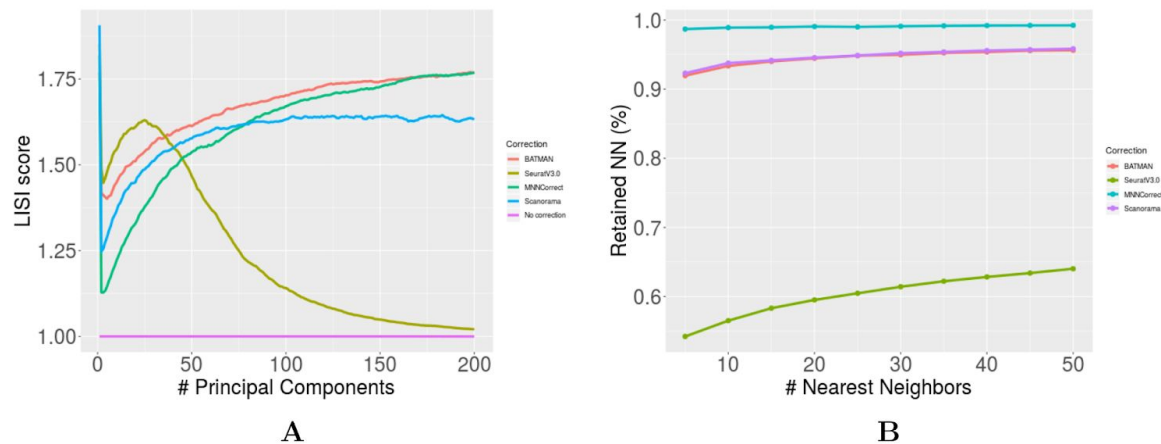 LISI score
1.75
1.50
1.25
1.00
0
50
100
150
200
# Principal Components
Correction
BATMAN
SeuratV3.0
MNNCorrect
Scanorama
No correction
A
Retained NN (%)
1.0
0.9
0.8
0.7
0.6
10
20
30
40
50
# Nearest Neighbors
Correction
BATMAN
SeuratV3.0
MNNCorrect
Scanorama
B